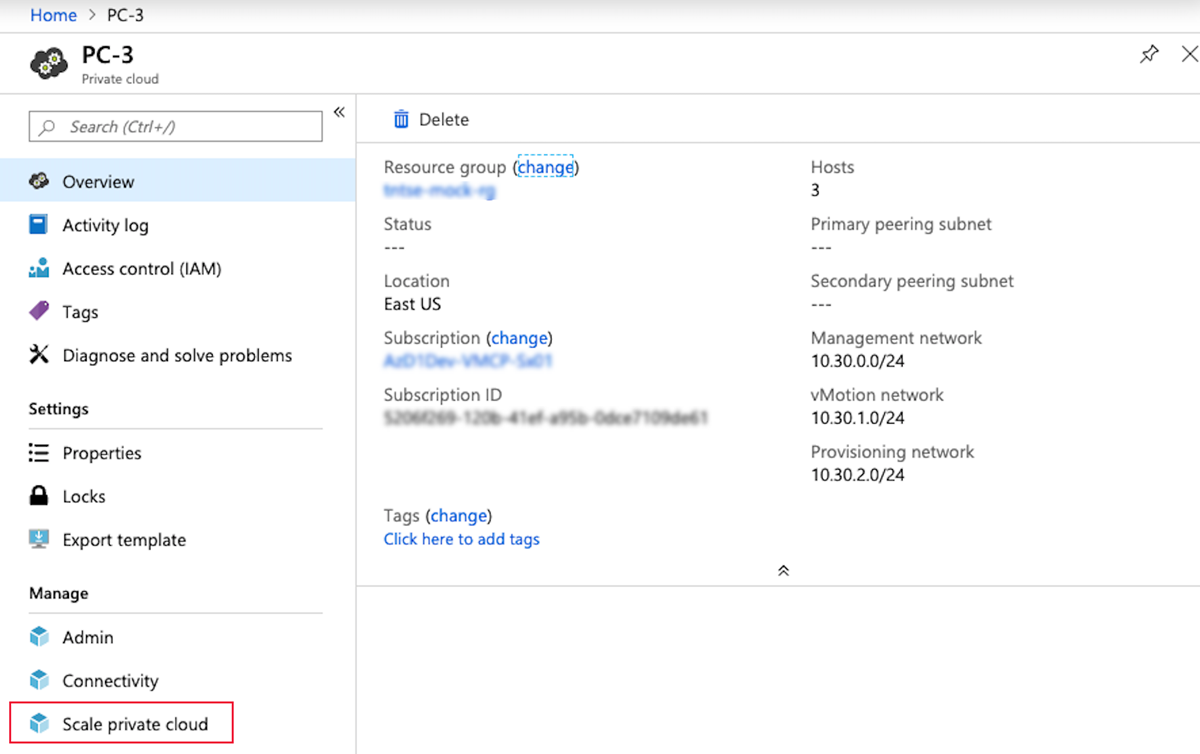 Home > PC-3
PC-3
Private cloud
«
Search (Ctrl+/)
Overview
Activity log
Access control (IAM)
Tags
Diagnose and solve problems
Settings
Properties
Locks
Export template
Manage
Admin
Connectivity
Scale private cloud
Delete
Resource group (change)
Status
---
Location
East US
Subscription (change)
Subscription ID
Tags (change)
Click here to add tags
Hosts
3
Primary peering subnet
---
Secondary peering subnet
---
Management network
10.30.0.0/24
vMotion network
10.30.1.0/24
Provisioning network
10.30.2.0/24